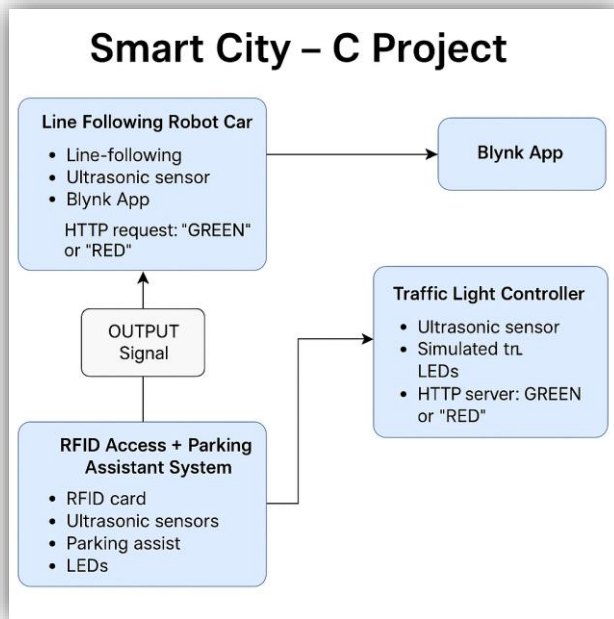 Smart City – C Project
Line Following Robot Car
• Line-following
• Ultrasonic sensor
• Blynk App
HTTP request: "GREEN"
or "RED"
Blynk App
OUTPUT
Signal
Traffic Light Controller
• Ultrasonic sensor
• Simulated
LEDs
• HTTP server: GREEN
or "RED"
RFID Access + Parking
Assistant System
• RFID card
• Ultrasonic sensors
• Parking assist
• LEDs